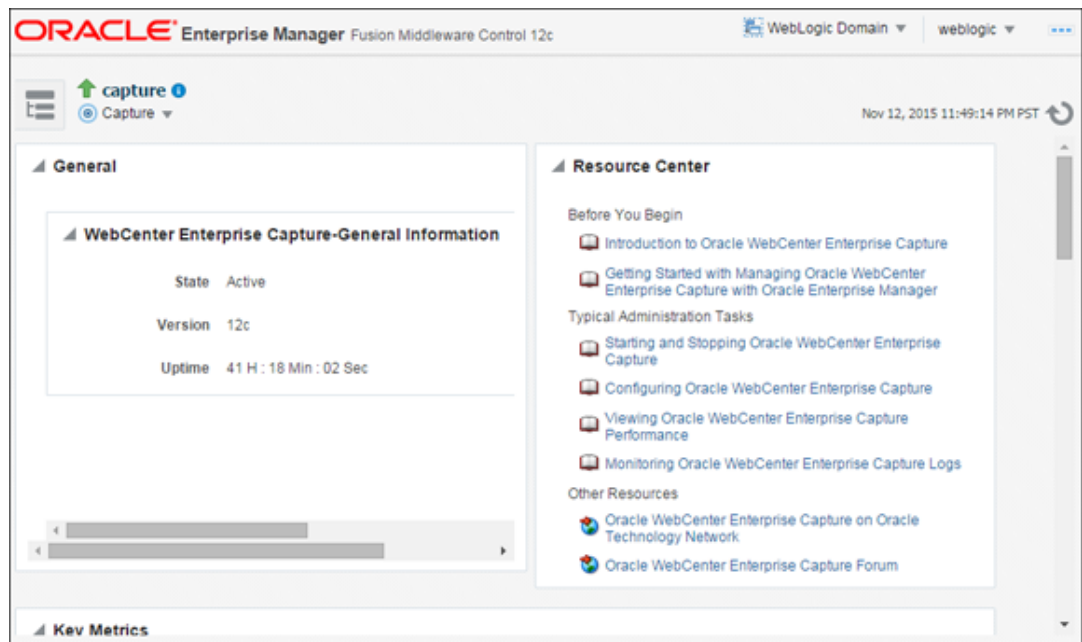 ORACLE Enterprise Manager Fusion Middleware Control 12c
WebLogic Domain
weblogic
capture
Capture
Nov 12, 2015 11:49:14 PM PST
General
WebCenter Enterprise Capture-General Information
State Active
Version 12c
Uptime 41 H : 18 Min : 02 Sec
Resource Center
Before You Begin
Introduction to Oracle WebCenter Enterprise Capture
Getting Started with Managing Oracle WebCenter
Enterprise Capture with Oracle Enterprise Manager
Typical Administration Tasks
Starting and Stopping Oracle WebCenter Enterprise
Capture
Configuring Oracle WebCenter Enterprise Capture
Viewing Oracle WebCenter Enterprise Capture
Performance
Monitoring Oracle WebCenter Enterprise Capture Logs
Other Resources
Oracle WebCenter Enterprise Capture on Oracle
Technology Network
Oracle WebCenter Enterprise Capture Forum
Key Metrics